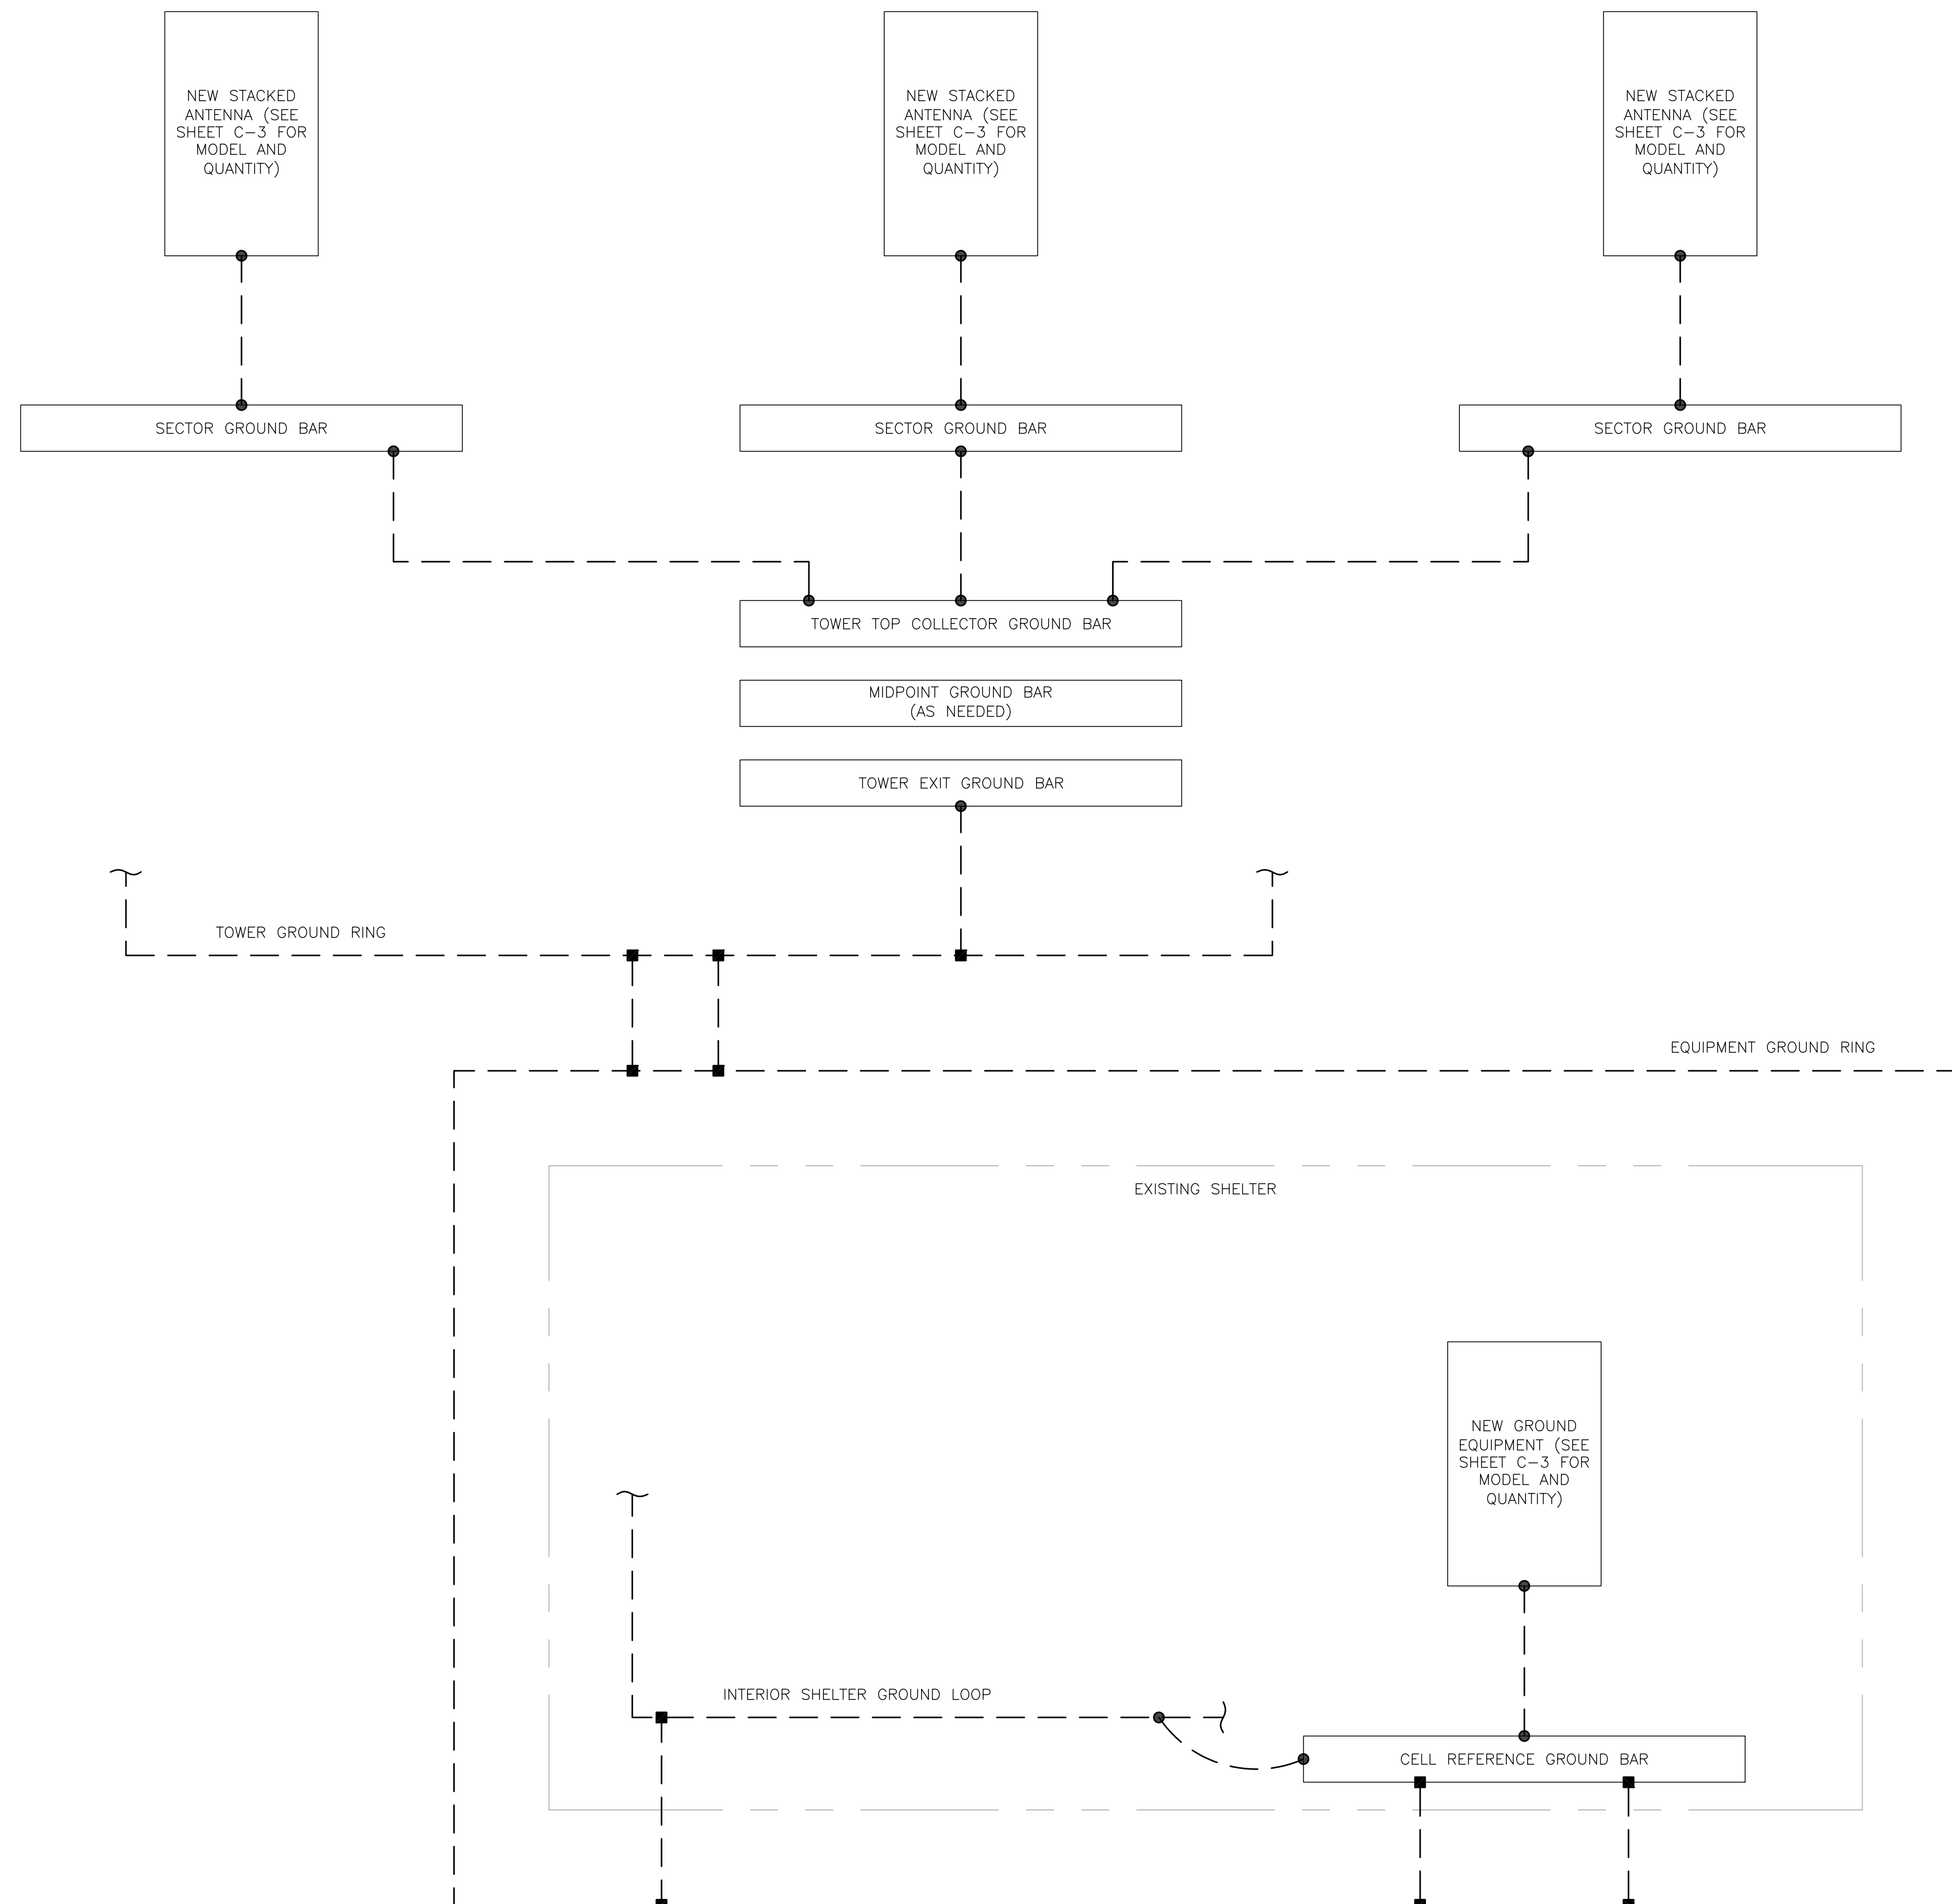 NEW STACKED
ANTENNA (SEE
SHEET C-3 FOR
MODEL AND
QUANTITY)
NEW STACKED
ANTENNA (SEE
SHEET C-3 FOR
MODEL AND
QUANTITY)
NEW STACKED
ANTENNA (SEE
SHEET C-3 FOR
MODEL AND
QUANTITY)
SECTOR GROUND BAR
SECTOR GROUND BAR
SECTOR GROUND BAR
TOWER TOP COLLECTOR GROUND BAR
MIDPOINT GROUND BAR
(AS NEEDED)
TOWER EXIT GROUND BAR
TOWER GROUND RING
EQUIPMENT GROUND RING
EXISTING SHELTER
NEW GROUND
EQUIPMENT (SEE
SHEET C-3 FOR
MODEL AND
QUANTITY)
INTERIOR SHELTER GROUND LOOP
CELL REFERENCE GROUND BAR